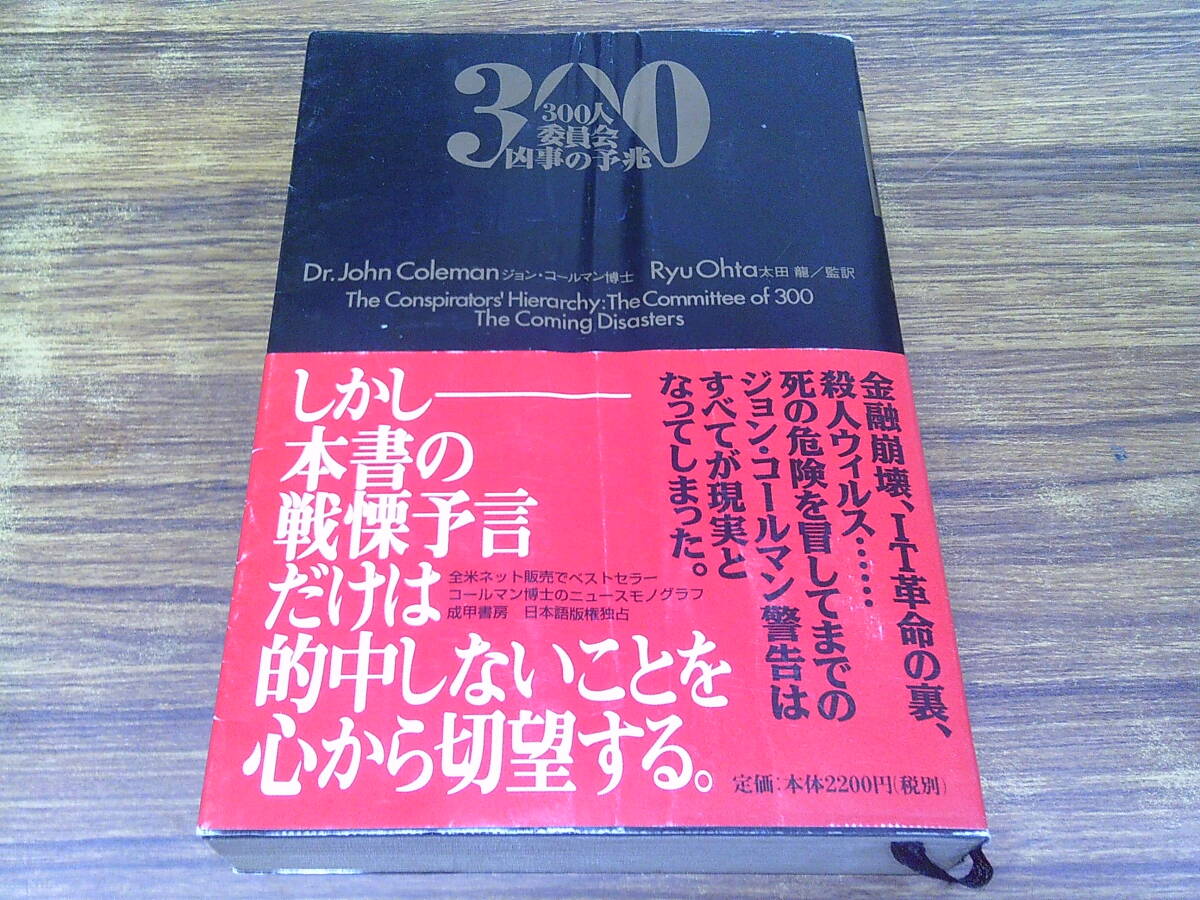 300
300人
委員会
凶事の予兆
Dr. John Coleman ジョン・コールマン博士 Ryu Ohta 太田 龍／監訳
The Conspirators' Hierarchy: The Committee of 300
The Coming Disasters
金融崩壊、IT革命の裏、
殺人ウィルス……
死の危険を冒してまでの
ジョン・コールマン警告は
すべてが現実と
なってしまった。
しかし――
本書の
戦慄予言
だけは
全米ネット販売でベストセラー
コールマン博士のニュースモノグラフ
成甲書房 日本語版権独占
的中しないことを
心から切望する。
定価：本体2200円（税別）